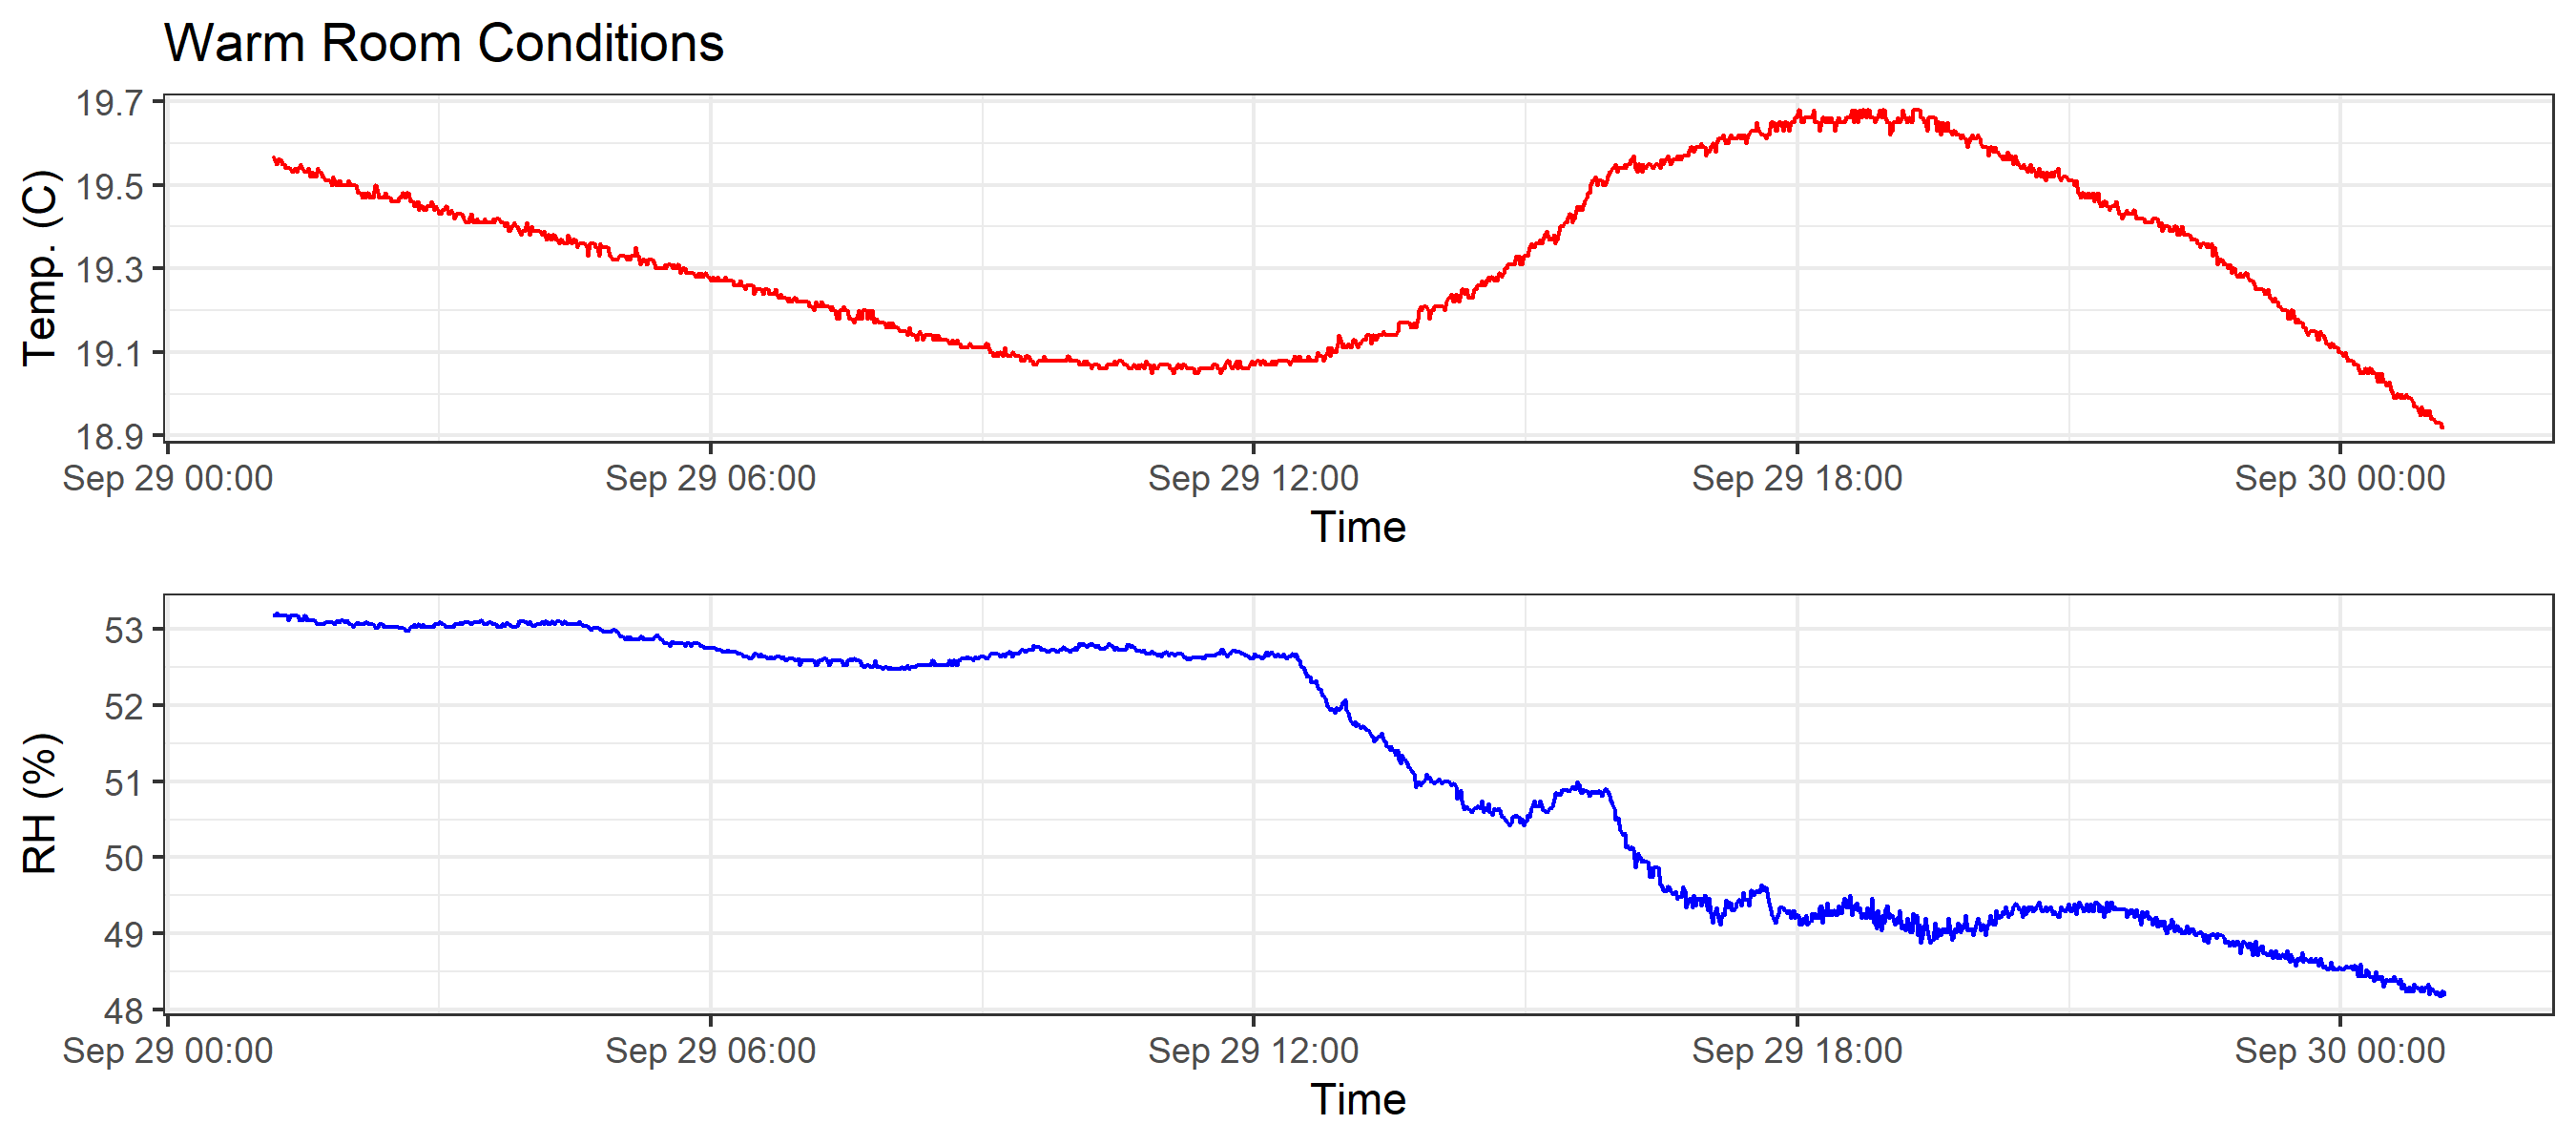 Warm Room Conditions
Temp. (C)
19.7
19.5
19.3
19.1
18.9
Sep 29 00:00 Sep 29 06:00 Sep 29 12:00 Sep 29 18:00 Sep 30 00:00
Time
RH (%)
53
52
51
50
49
48
Sep 29 00:00 Sep 29 06:00 Sep 29 12:00 Sep 29 18:00 Sep 30 00:00
Time